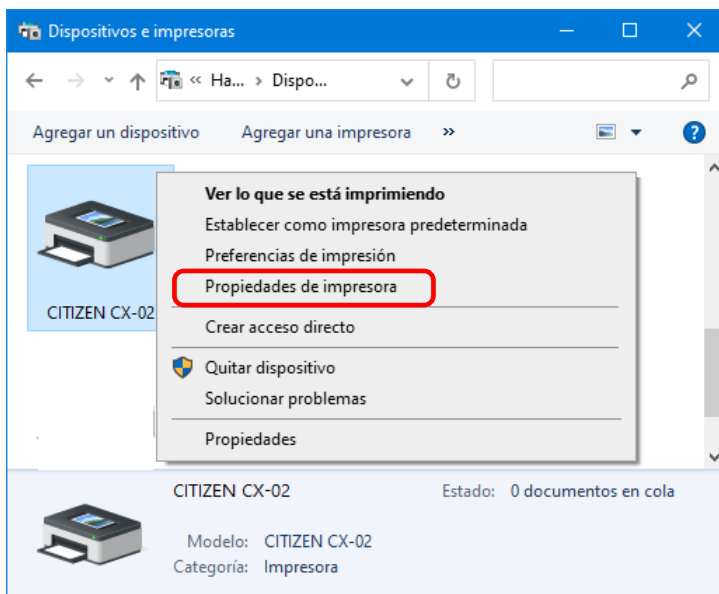 Dispositivos e impresoras
« Ha... › Dispo...
Agregar un dispositivo Agregar una impresora »
Ver lo que se está imprimiendo
Establecer como impresora predeterminada
Preferencias de impresión
Propiedades de impresora
CITIZEN CX-02
Crear acceso directo
Quitar dispositivo
Solucionar problemas
Propiedades
CITIZEN CX-02 Estado: 0 documentos en cola
Modelo: CITIZEN CX-02
Categoría: Impresora